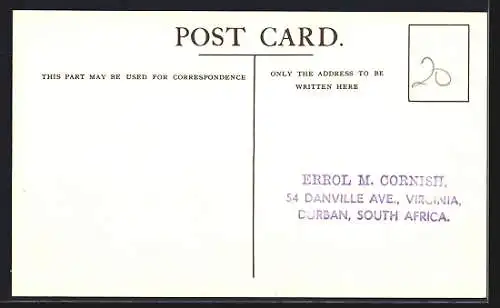 POST CARD.
THIS PART MAY BE USED FOR CORRESPONDENCE
ONLY THE ADDRESS TO BE
WRITTEN HERE
20
ERROL M. CORNISH,
54 DANVILLE AVE., VIRGINIA,
DURBAN, SOUTH AFRICA.